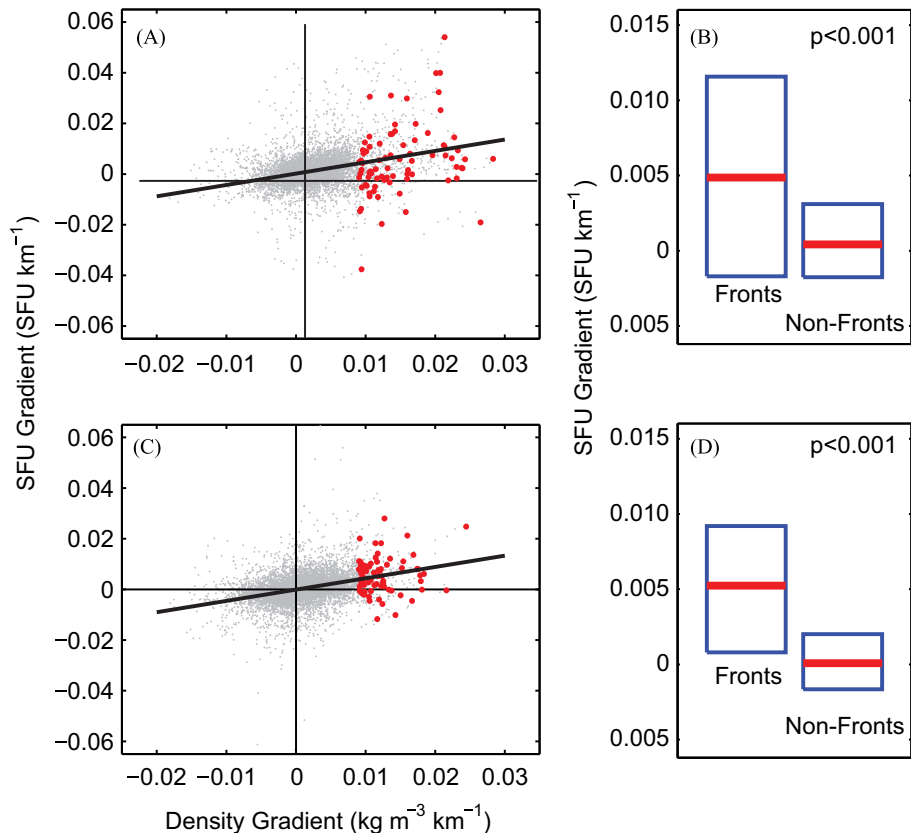 SFU Gradient (SFU km⁻¹)
0.06
0.04
0.02
0
−0.02
−0.04
−0.06
(A)
−0.02
−0.01
0
0.01
0.02
0.03
SFU Gradient (SFU km⁻¹)
0.015
0.010
0.005
0
0.005
(B)
p<0.001
Fronts
Non-Fronts
0.06
0.04
0.02
0
−0.02
−0.04
−0.06
(C)
−0.02
−0.01
0
0.01
0.02
0.03
Density Gradient (kg m⁻³ km⁻¹)
0.015
0.010
0.005
0
0.005
(D)
p<0.001
Fronts
Non-Fronts